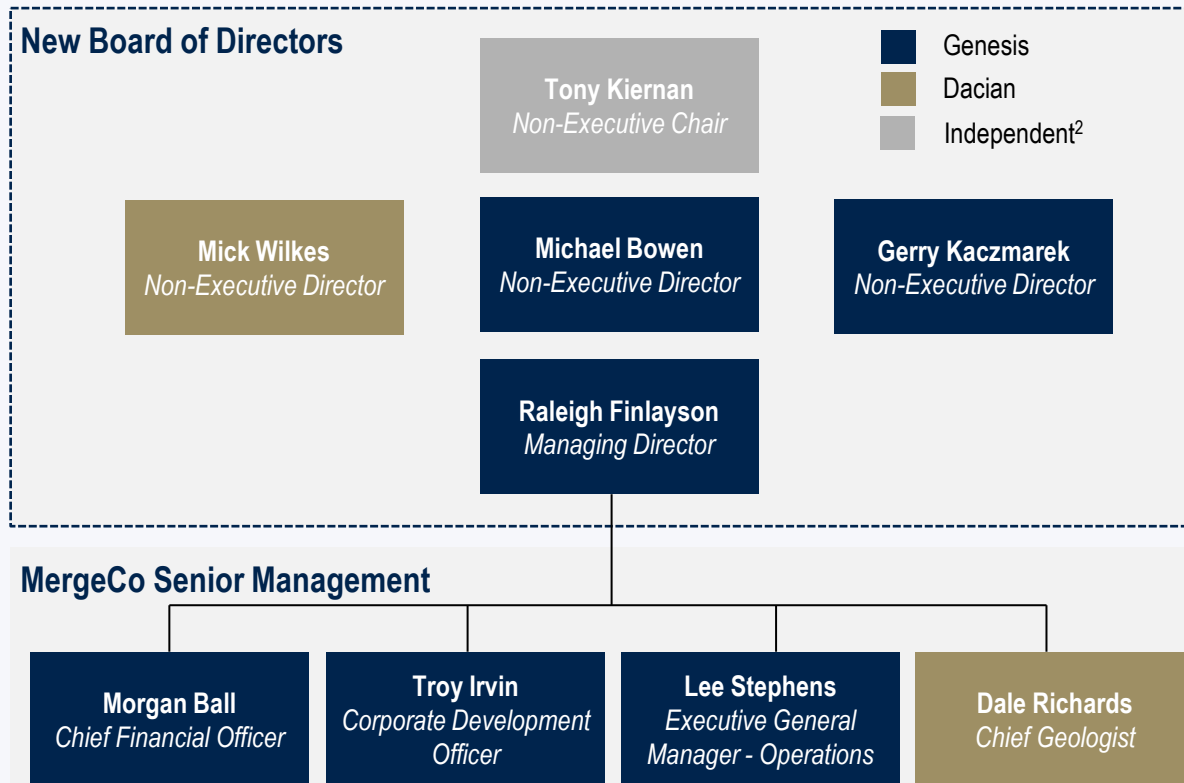 New Board of Directors
Genesis
Dacian
Independent²
Tony Kiernan
Non-Executive Chair
Mick Wilkes
Non-Executive Director
Michael Bowen
Non-Executive Director
Gerry Kaczmarek
Non-Executive Director
Raleigh Finlayson
Managing Director
MergeCo Senior Management
Morgan Ball
Chief Financial Officer
Troy Irvin
Corporate Development
Officer
Lee Stephens
Executive General
Manager - Operations
Dale Richards
Chief Geologist